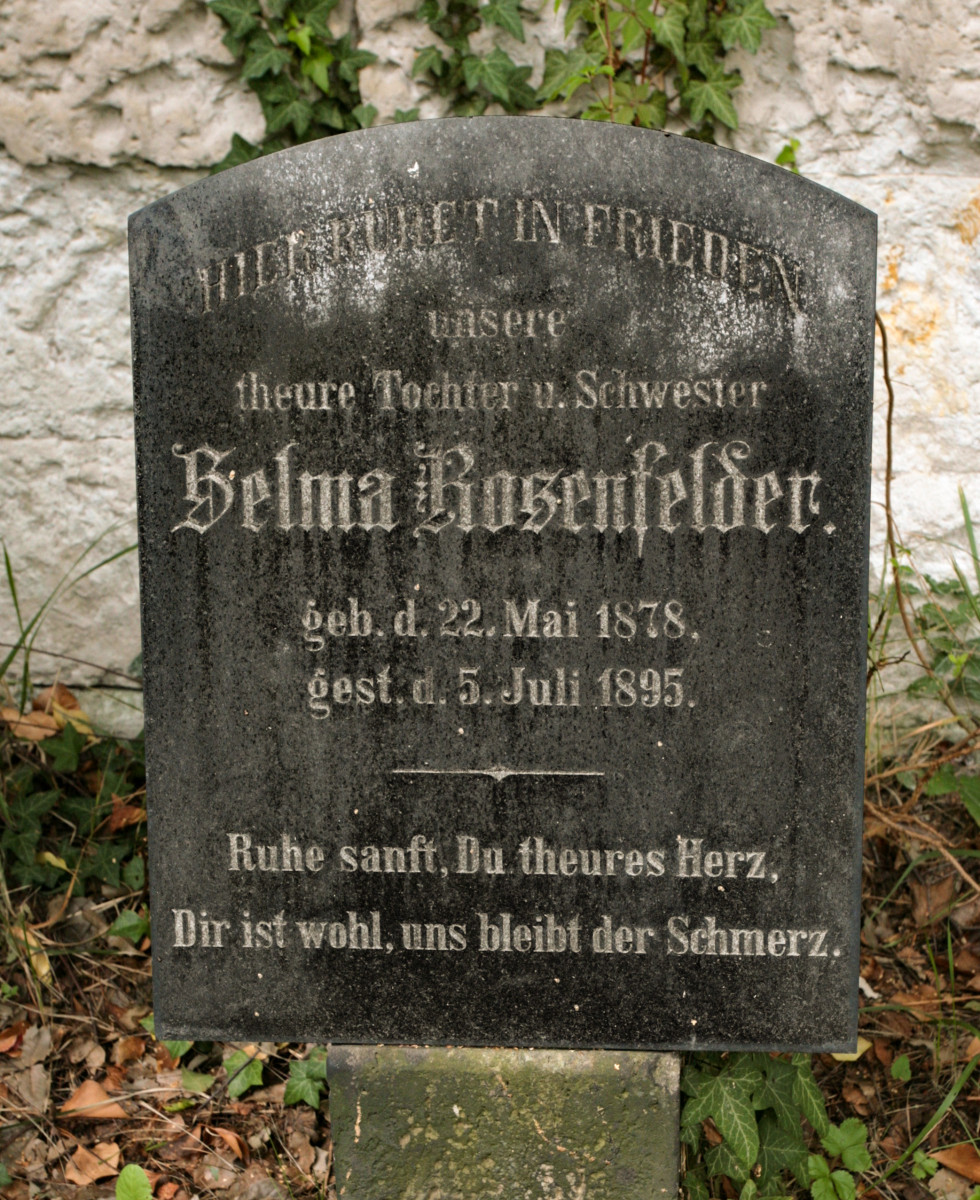 HIER RUHET IN FRIEDEN
unsere
theure Tochter u. Schwester
Selma Rosenfelder.
geb. d. 22. Mai 1878.
gest. d. 5. Juli 1895.
Ruhe sanft, Du theures Herz,
Dir ist wohl, uns bleibt der Schmerz.